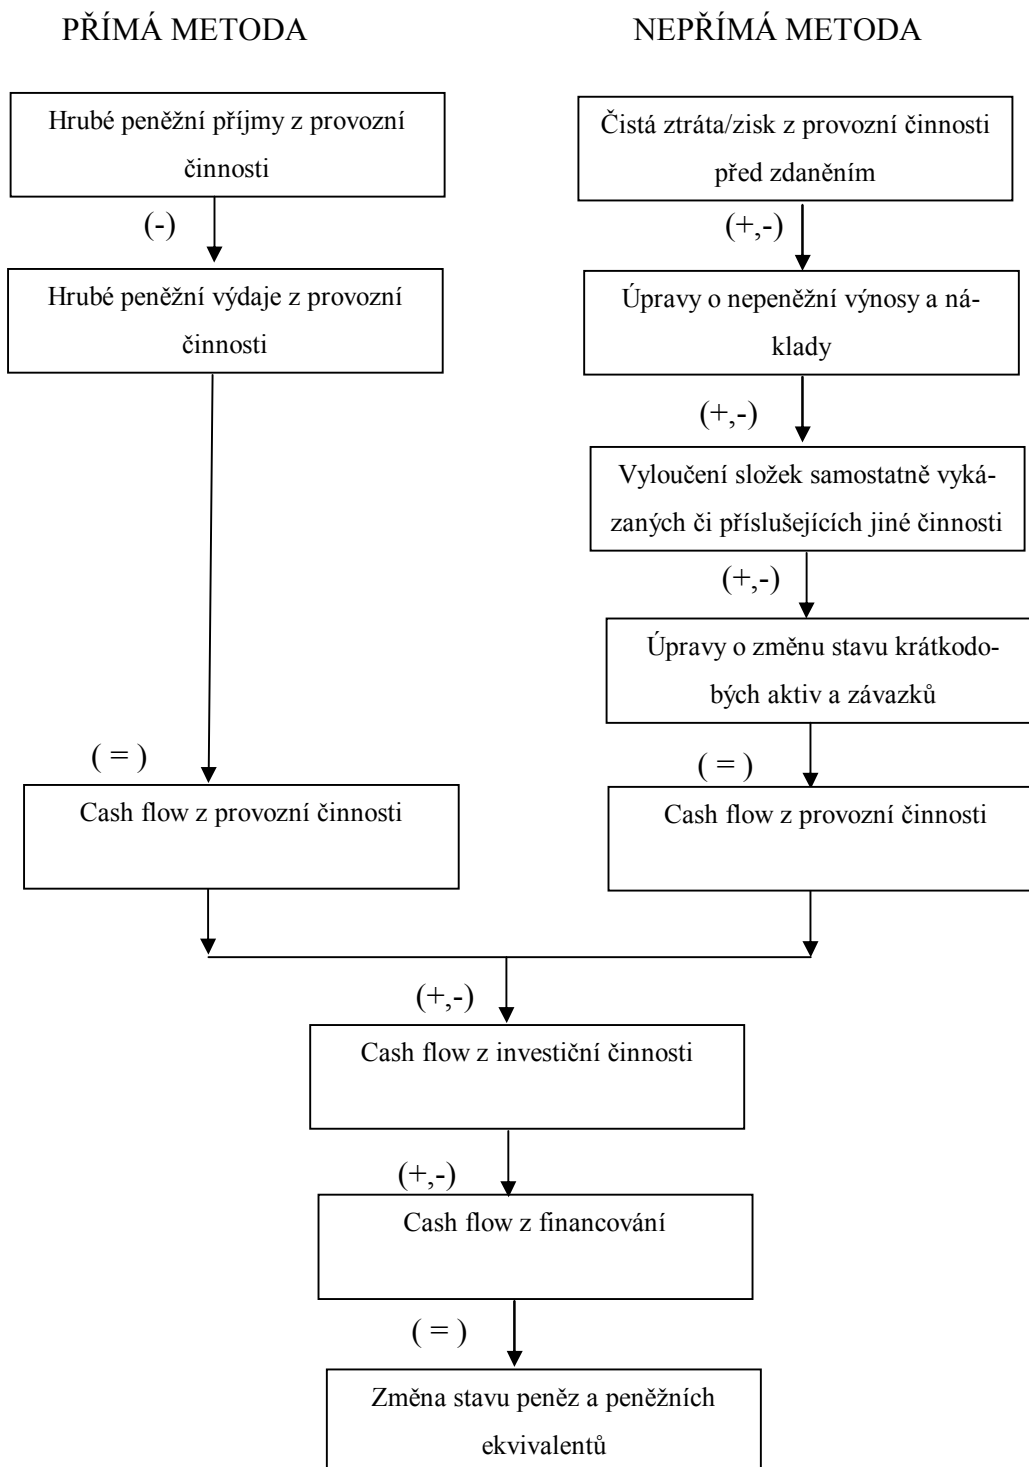 PŘÍMÁ METODA
NEPŘÍMÁ METODA
Hrubé peněžní příjmy z provozní
činnosti
(-)
Hrubé peněžní výdaje z provozní
činnosti
( = )
Cash flow z provozní činnosti
Čistá ztráta/zisk z provozní činnosti
před zdaněním
(+,-)
Úpravy o nepeněžní výnosy a ná-
klady
(+,-)
Vyloučení složek samostatně vyká-
zaných či příslušejících jiné činnosti
(+,-)
Úpravy o změnu stavu krátkodo-
bých aktiv a závazků
( = )
Cash flow z provozní činnosti
(+,-)
Cash flow z investiční činnosti
(+,-)
Cash flow z financování
( = )
Změna stavu peněz a peněžních
ekvivalentů